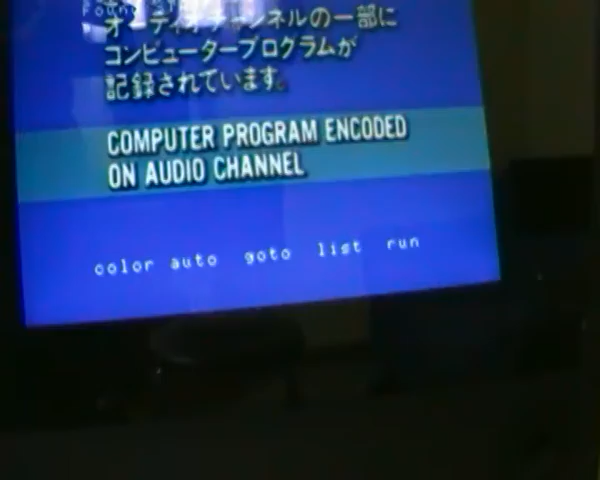 Found
オーディオチャンネルの一部に
コンピュータープログラムが
記録されています。
COMPUTER PROGRAM ENCODED
ON AUDIO CHANNEL
color auto goto list run